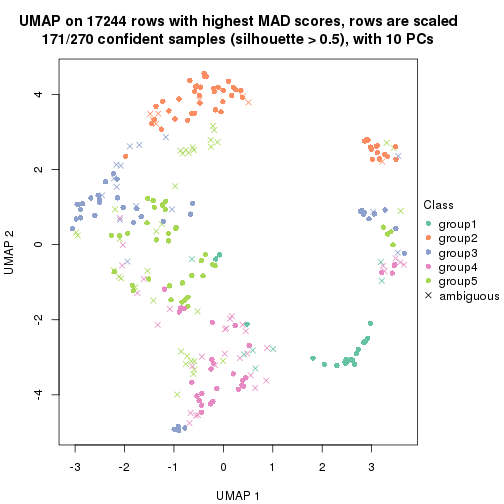 UMAP on 17244 rows with highest MAD scores, rows are scaled
171/270 confident samples (silhouette > 0.5), with 10 PCs
4
2
0
-2
-4
UMAP 2
-3
-2
-1
0
1
2
3
UMAP 1
Class
group1
group2
group3
group4
group5
ambiguous